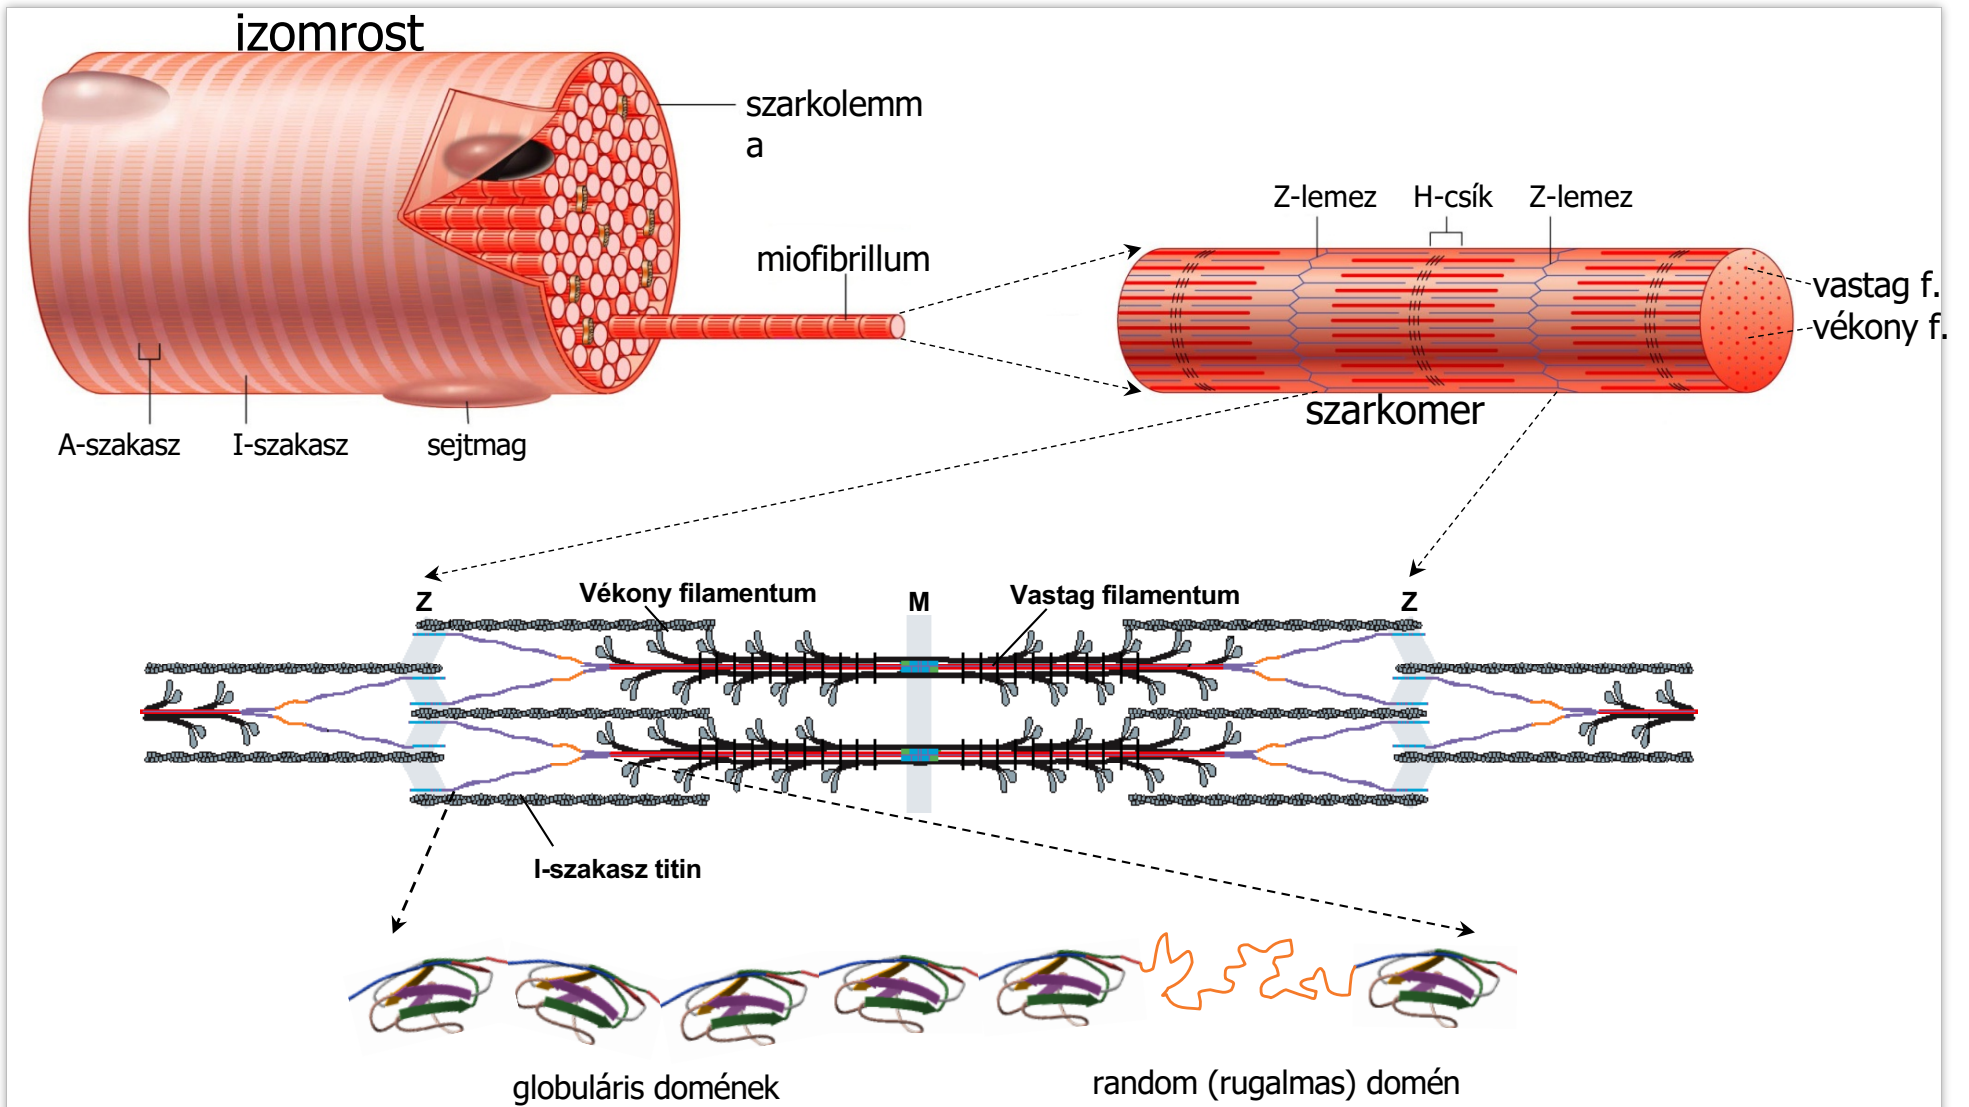 izomrost
szarkolemm
a
Z-lemez H-csík Z-lemez
miofibrillum
vastag f.
vékony f.
szarkomer
A-szakasz I-szakasz sejtmag
Vékony filamentum Vastag filamentum
Z M Z
I-szakasz titin
globuláris domének
random (rugalmas) domén